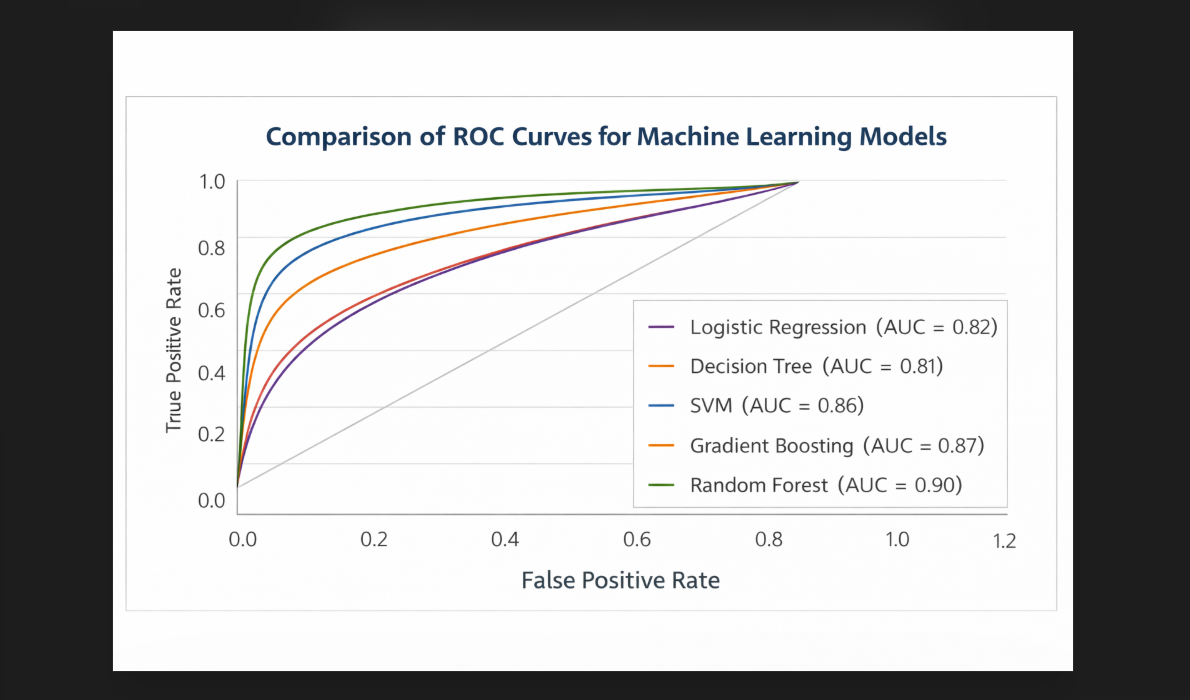 Comparison of ROC Curves for Machine Learning Models
True Positive Rate
1.0
0.8
0.6
0.4
0.2
0.0
Logistic Regression (AUC = 0.82)
Decision Tree (AUC = 0.81)
SVM (AUC = 0.86)
Gradient Boosting (AUC = 0.87)
Random Forest (AUC = 0.90)
0.0 0.2 0.4 0.6 0.8 1.0 1.2
False Positive Rate